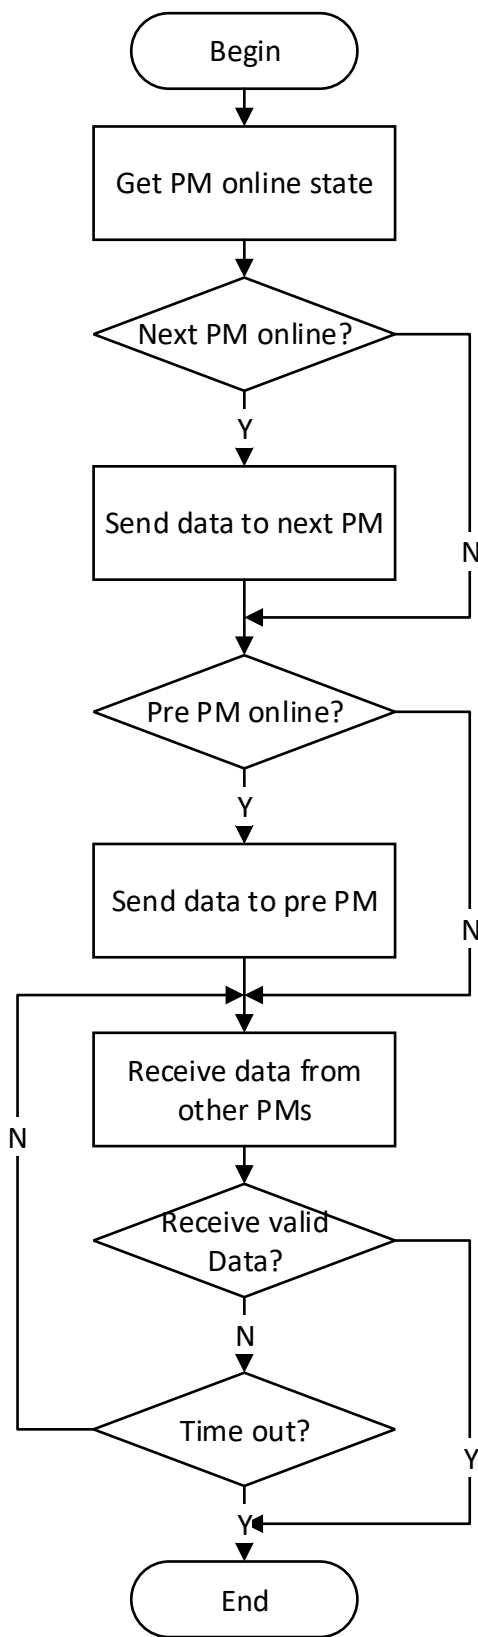 Begin
Get PM online state
Next PM online?
Y
Send data to next PM
N
Pre PM online?
Y
Send data to pre PM
N
Receive data from
other PMs
N
Receive valid
Data?
N
Time out?
Y
Y
End